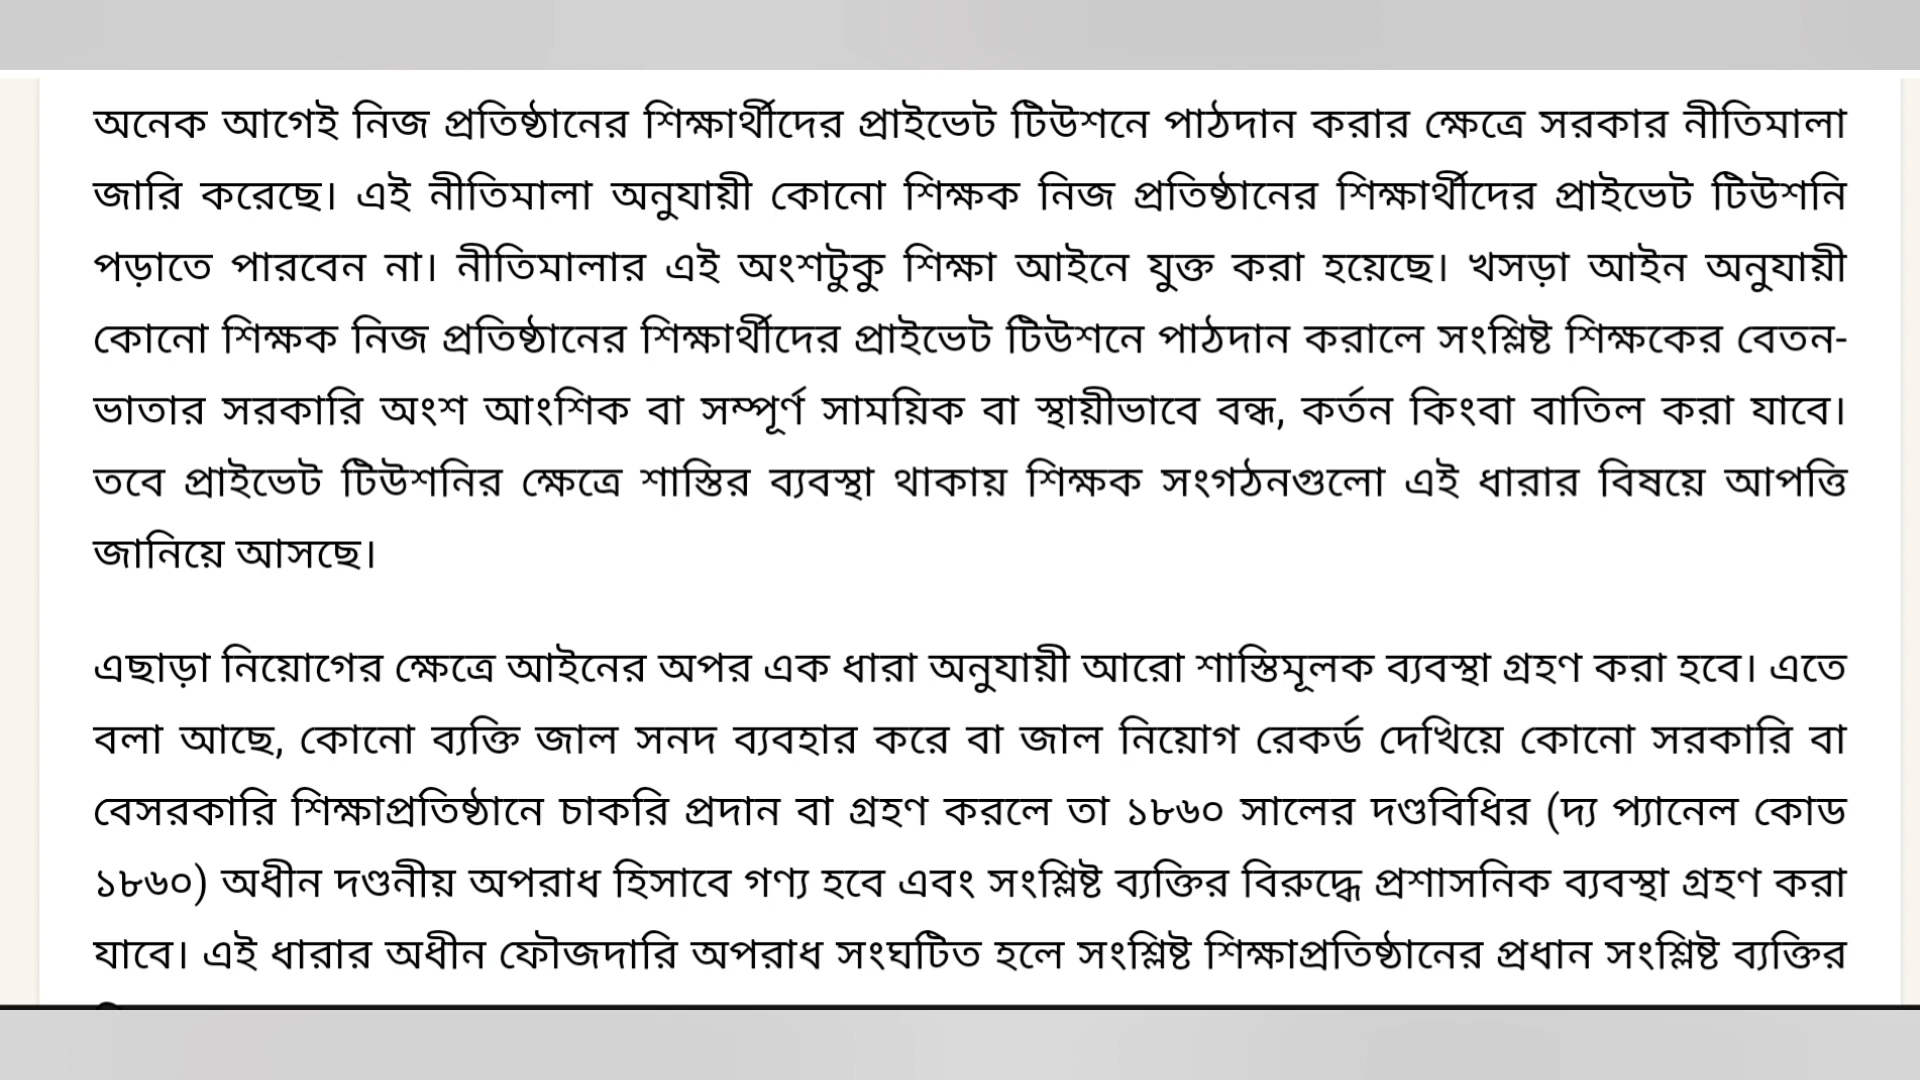 অনেক আগেই নিজ প্রতিষ্ঠানের শিক্ষার্থীদের প্রাইভেট টিউশনে পাঠদান করার ক্ষেত্রে সরকার নীতিমালা
জারি করেছে। এই নীতিমালা অনুযায়ী কোনো শিক্ষক নিজ প্রতিষ্ঠানের শিক্ষার্থীদের প্রাইভেট টিউশনি
পড়াতে পারবেন না। নীতিমালার এই অংশটুকু শিক্ষা আইনে যুক্ত করা হয়েছে। খসড়া আইন অনুযায়ী
কোনো শিক্ষক নিজ প্রতিষ্ঠানের শিক্ষার্থীদের প্রাইভেট টিউশনে পাঠদান করালে সংশ্লিষ্ট শিক্ষকের বেতন-
ভাতার সরকারি অংশ আংশিক বা সম্পূর্ণ সাময়িক বা স্থায়ীভাবে বন্ধ, কর্তন কিংবা বাতিল করা যাবে।
তবে প্রাইভেট টিউশনির ক্ষেত্রে শাস্তির ব্যবস্থা থাকায় শিক্ষক সংগঠনগুলো এই ধারার বিষয়ে আপত্তি
জানিয়ে আসছে।
এছাড়া নিয়োগের ক্ষেত্রে আইনের অপর এক ধারা অনুযায়ী আরো শাস্তিমূলক ব্যবস্থা গ্রহণ করা হবে। এতে
বলা আছে, কোনো ব্যক্তি জাল সনদ ব্যবহার করে বা জাল নিয়োগ রেকর্ড দেখিয়ে কোনো সরকারি বা
বেসরকারি শিক্ষাপ্রতিষ্ঠানে চাকরি প্রদান বা গ্রহণ করলে তা ১৮৬০ সালের দণ্ডবিধির (দ্য প্যানেল কোড
১৮৬০) অধীন দণ্ডনীয় অপরাধ হিসাবে গণ্য হবে এবং সংশ্লিষ্ট ব্যক্তির বিরুদ্ধে প্রশাসনিক ব্যবস্থা গ্রহণ করা
যাবে। এই ধারার অধীন ফৌজদারি অপরাধ সংঘটিত হলে সংশ্লিষ্ট শিক্ষাপ্রতিষ্ঠানের প্রধান সংশ্লিষ্ট ব্যক্তির